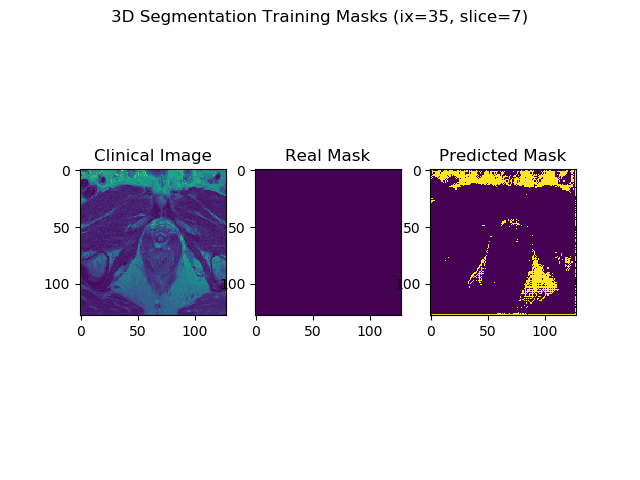 3D Segmentation Training Masks (ix=35, slice=7)
Clinical Image Real Mask Predicted Mask
0 0 0
50 50 50
100 100 100
0 50 100 0 50 100 0 50 100